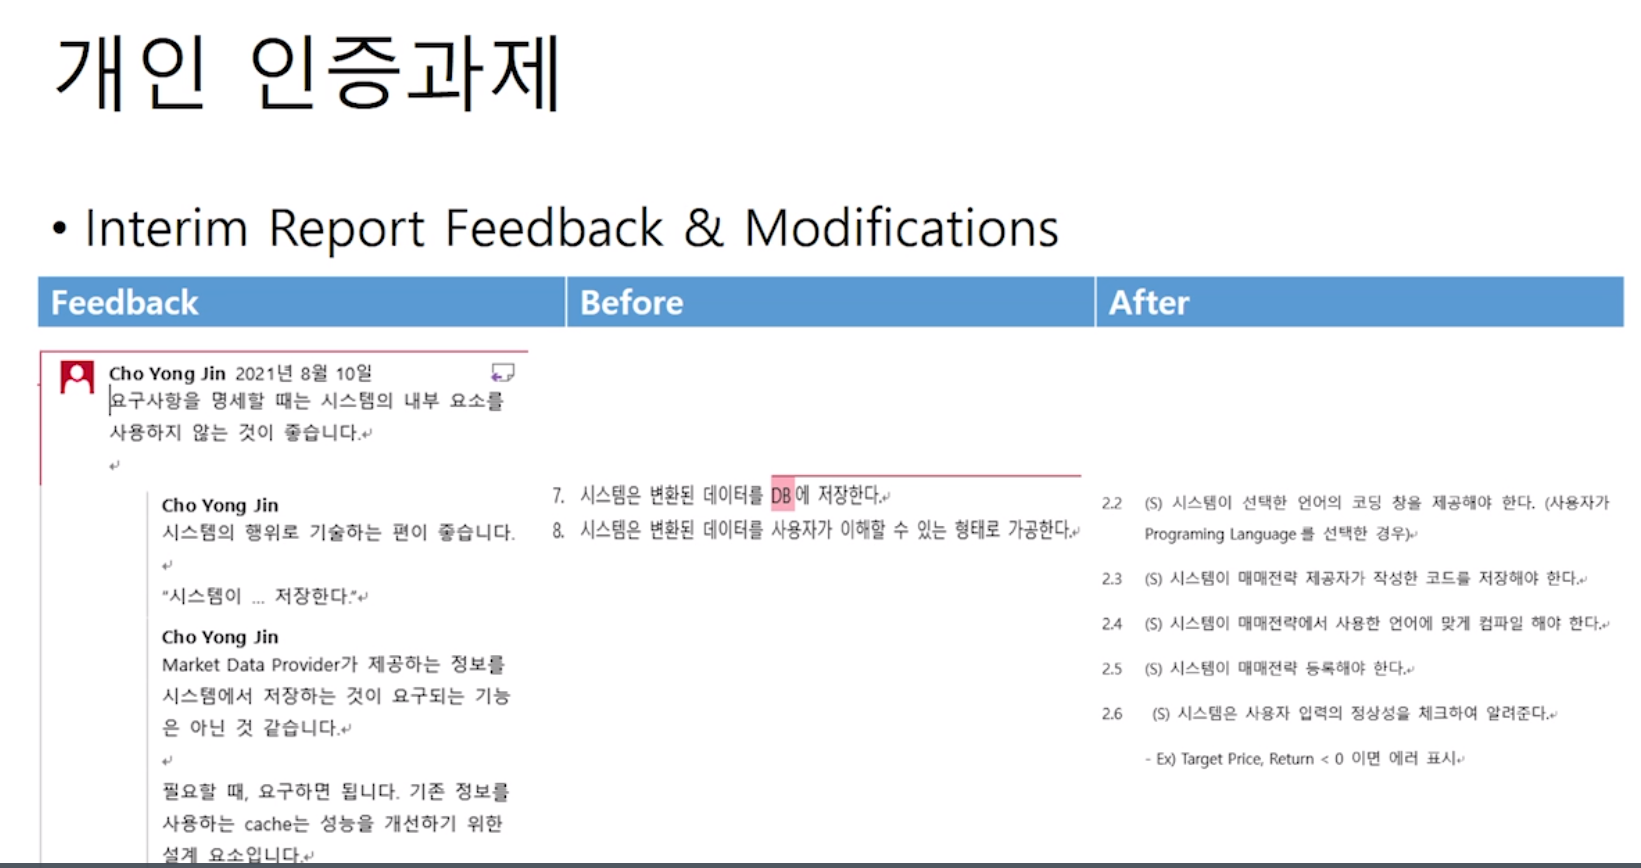 개인 인증과제
• Interim Report Feedback & Modifications
Feedback
Before
After
Cho Yong Jin 2021년 8월 10일
요구사항을 명세할 때는 시스템의 내부 요소를
사용하지 않는 것이 좋습니다.↵
↵
Cho Yong Jin
시스템의 행위로 기술하는 편이 좋습니다.
↵
“시스템이 ... 저장한다.”↵
Cho Yong Jin
Market Data Provider가 제공하는 정보를
시스템에서 저장하는 것이 요구되는 기능
은 아닌 것 같습니다.↵
↵
필요할 때, 요구하면 됩니다. 기존 정보를
사용하는 cache는 성능을 개선하기 위한
설계 요소입니다.↵
7. 시스템은 변환된 데이터를 DB에 저장한다.↵
8. 시스템은 변환된 데이터를 사용자가 이해할 수 있는 형태로 가공한다.↵
2.2 (S) 시스템이 선택한 언어의 코딩 창을 제공해야 한다. (사용자가
Programing Language를 선택한 경우)↵
2.3 (S) 시스템이 매매전략 제공자가 작성한 코드를 저장해야 한다.↵
2.4 (S) 시스템이 매매전략에서 사용한 언어에 맞게 컴파일 해야 한다.↵
2.5 (S) 시스템이 매매전략 등록해야 한다.↵
2.6 (S) 시스템은 사용자 입력의 정상성을 체크하여 알려준다.↵
- Ex) Target Price, Return < 0 이면 에러 표시↵